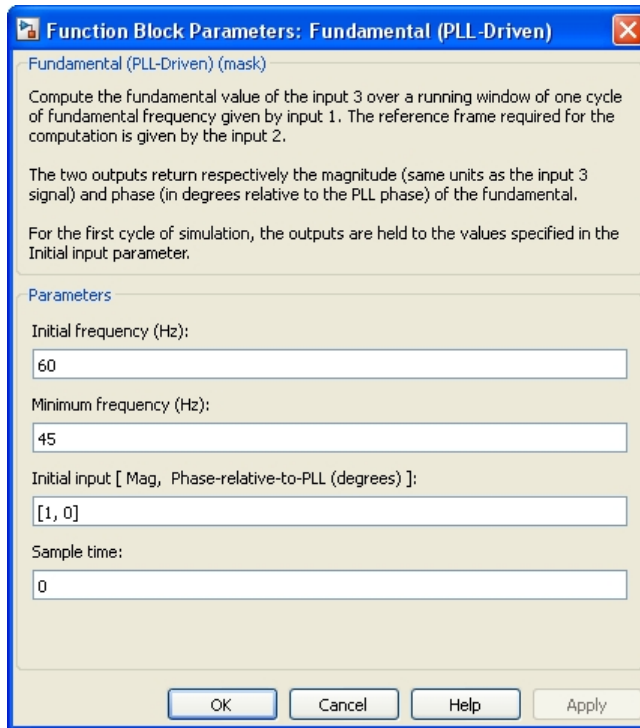 Function Block Parameters: Fundamental (PLL-Driven)
Fundamental (PLL-Driven) (mask)
Compute the fundamental value of the input 3 over a running window of one cycle
of fundamental frequency given by input 1. The reference frame required for the
computation is given by the input 2.
The two outputs return respectively the magnitude (same units as the input 3
signal) and phase (in degrees relative to the PLL phase) of the fundamental.
For the first cycle of simulation, the outputs are held to the values specified in the
Initial input parameter.
Parameters
Initial frequency (Hz):
60
Minimum frequency (Hz):
45
Initial input [ Mag, Phase-relative-to-PLL (degrees) ]:
[1, 0]
Sample time:
0
OK Cancel Help Apply